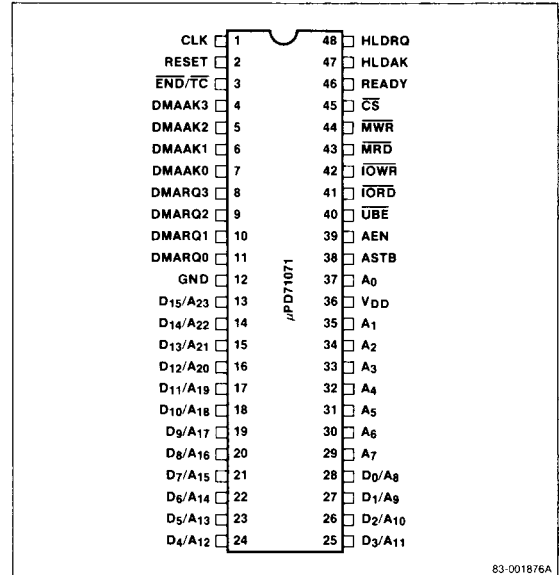 CLK 1 48 HLDRQ
RESET 2 47 HLDAK
END/TC 3 46 READY
DMAAK3 4 45 CS
DMAAK2 5 44 MWR
DMAAK1 6 43 MRD
DMAAK0 7 42 IOWR
DMARQ3 8 41 IORD
DMARQ2 9 40 UBE
DMARQ1 10 39 AEN
DMARQ0 11 38 ASTB
GND 12 37 A0
D15/A23 13 36 VDD
D14/A22 14 35 A1
D13/A21 15 34 A2
D12/A20 16 33 A3
D11/A19 17 32 A4
D10/A18 18 31 A5
D9/A17 19 30 A6
D8/A16 20 29 A7
D7/A15 21 28 D0/A8
D6/A14 22 27 D1/A9
D5/A13 23 26 D2/A10
D4/A12 24 25 D3/A11
μPD71071
83-001876A